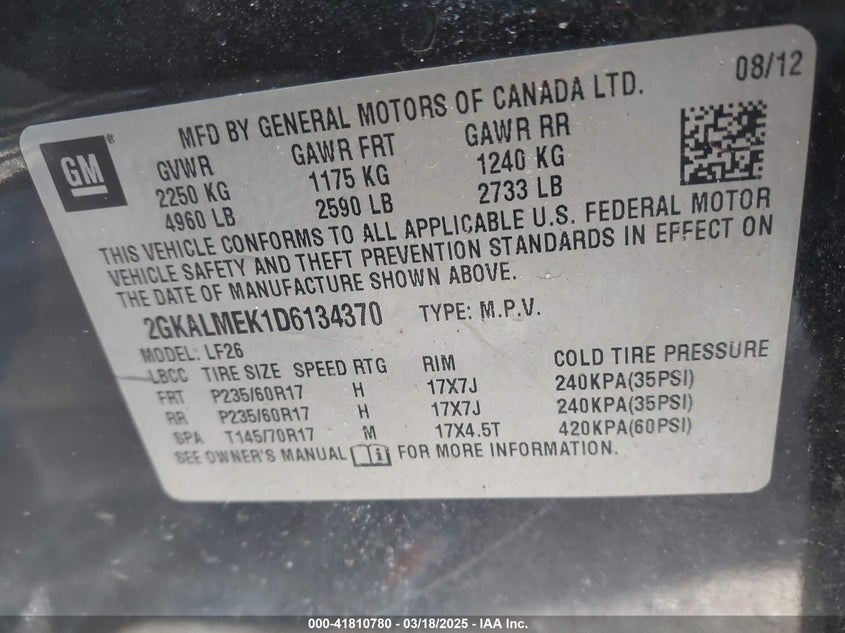 08/12
MFD BY GENERAL MOTORS OF CANADA LTD.
GM®
GVWR GAWR FRT GAWR RR
2250 KG 1175 KG 1240 KG
4960 LB 2590 LB 2733 LB
THIS VEHICLE CONFORMS TO ALL APPLICABLE U.S. FEDERAL MOTOR
VEHICLE SAFETY AND THEFT PREVENTION STANDARDS IN EFFECT ON
THE DATE OF MANUFACTURE SHOWN ABOVE.
2GKALMEK1D6134370 TYPE: M.P.V.
MODEL: LF26
LBCC TIRE SIZE SPEED RTG RIM COLD TIRE PRESSURE
FRT P235/60R17 H 17X7J 240KPA(35PSI)
RR P235/60R17 H 17X7J 240KPA(35PSI)
SPA T145/70R17 M 17X4.5T 420KPA(60PSI)
SEE OWNER'S MANUAL FOR MORE INFORMATION.
000-41810780 - 03/18/2025 - IAA Inc.